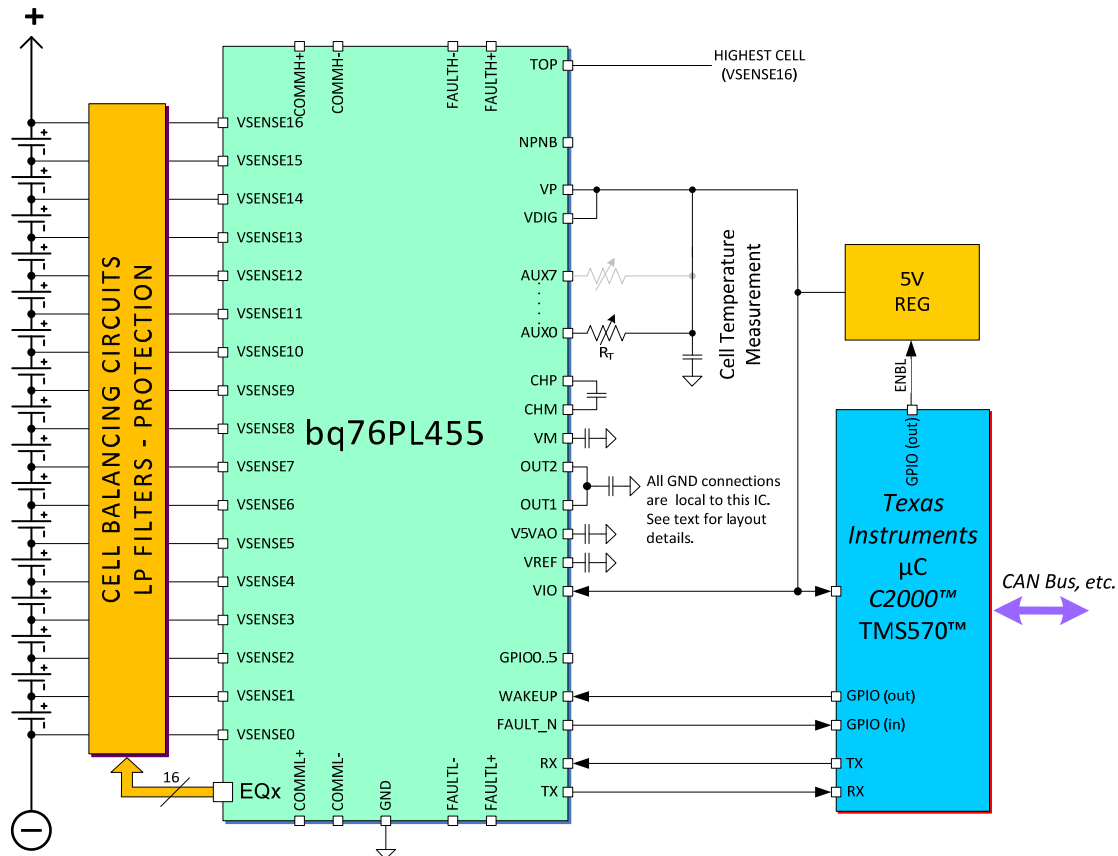 +
COMMH+
COMMH-
FAULTH-
FAULTH+
TOP
HIGHEST CELL
(VSENSE16)
VSENSE16
VSENSE15
VSENSE14
VSENSE13
VSENSE12
VSENSE11
VSENSE10
VSENSE9
VSENSE8
VSENSE7
VSENSE6
VSENSE5
VSENSE4
VSENSE3
VSENSE2
VSENSE1
VSENSE0
CELL BALANCING CIRCUITS
LP FILTERS - PROTECTION
16
EQx
bq76PL455
NPNB
VP
VDIG
AUX7
AUX0
RT
Cell Temperature
Measurement
CHP
CHM
VM
OUT2
OUT1
All GND connections
are local to this IC.
See text for layout
details.
V5VAO
VREF
VIO
GPIO0..5
WAKEUP
FAULT_N
RX
TX
COMML+
COMML-
GND
FAULTL-
FAULTL+
5V
REG
ENBL
GPIO (out)
Texas
Instruments
µC
C2000™
TMS570™
CAN Bus, etc.
GPIO (out)
GPIO (in)
TX
RX
−